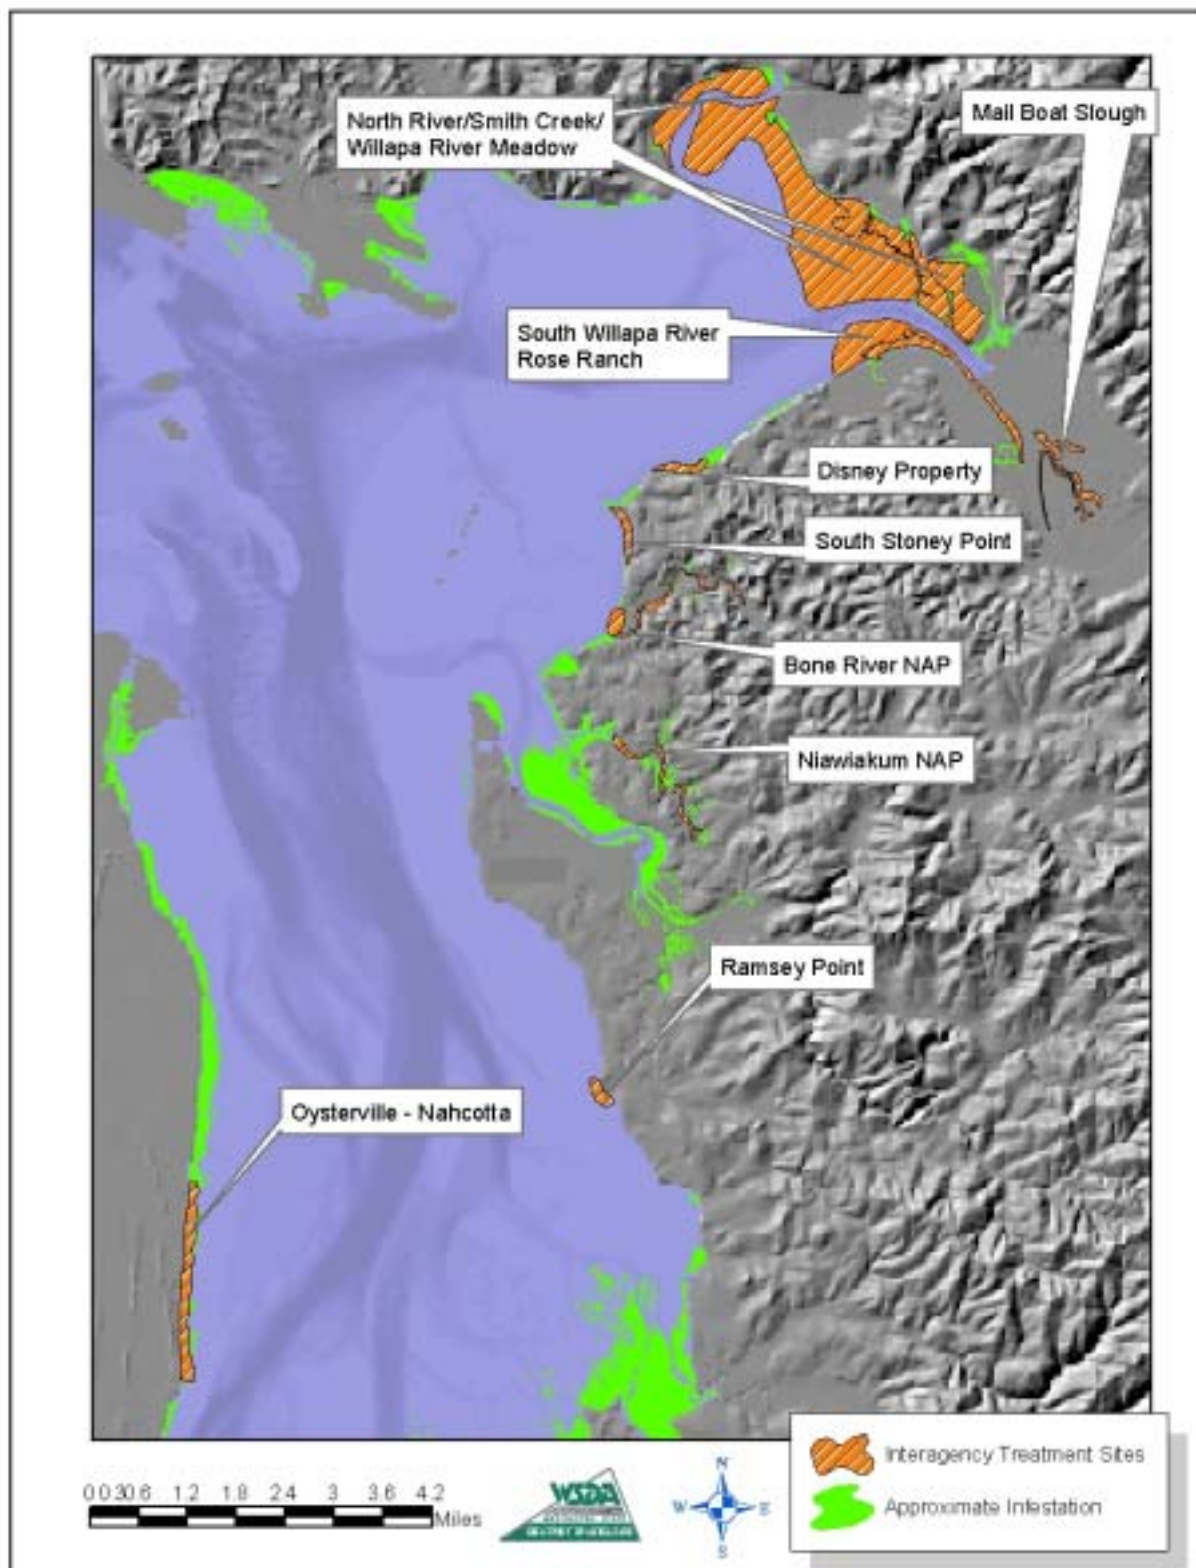 North River/Smith Creek/
Willapa River Meadow
Mail Boat Slough
South Willapa River
Rose Ranch
Disney Property
South Stoney Point
Bone River NAP
Niawiakum NAP
Ramsey Point
Oysterville - Nahcotta
0 0.3 0.6 1.2 1.8 2.4 3 3.6 4.2
Miles
WSDA
N
W E
S
Interagency Treatment Sites
Approximate Infestation